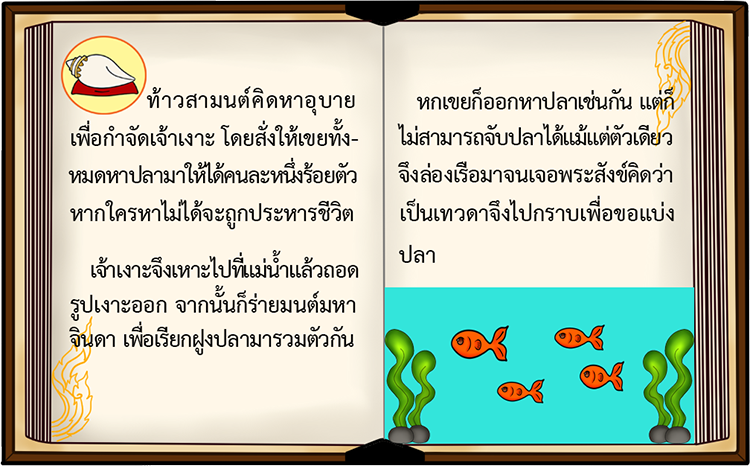 ท้าวสามนต์คิดหาอุบาย
เพื่อกำจัดเจ้าเงาะ โดยสั่งให้เขยทั้ง-
หมดหาปลามาให้ได้คนละหนึ่งร้อยตัว
หากใครหาไม่ได้จะถูกประหารชีวิต
เจ้าเงาะจึงเหาะไปที่แม่น้ำแล้วถอด
รูปเงาะออก จากนั้นก็ร่ายมนต์มหา
จินดา เพื่อเรียกฝูงปลามารวมตัวกัน
หกเขยก็ออกหาปลาเช่นกัน แต่ก็
ไม่สามารถจับปลาได้แม้แต่ตัวเดียว
จึงล่องเรือมาจนเจอพระสังข์คิดว่า
เป็นเทวดาจึงไปกราบเพื่อขอแบ่ง
ปลา